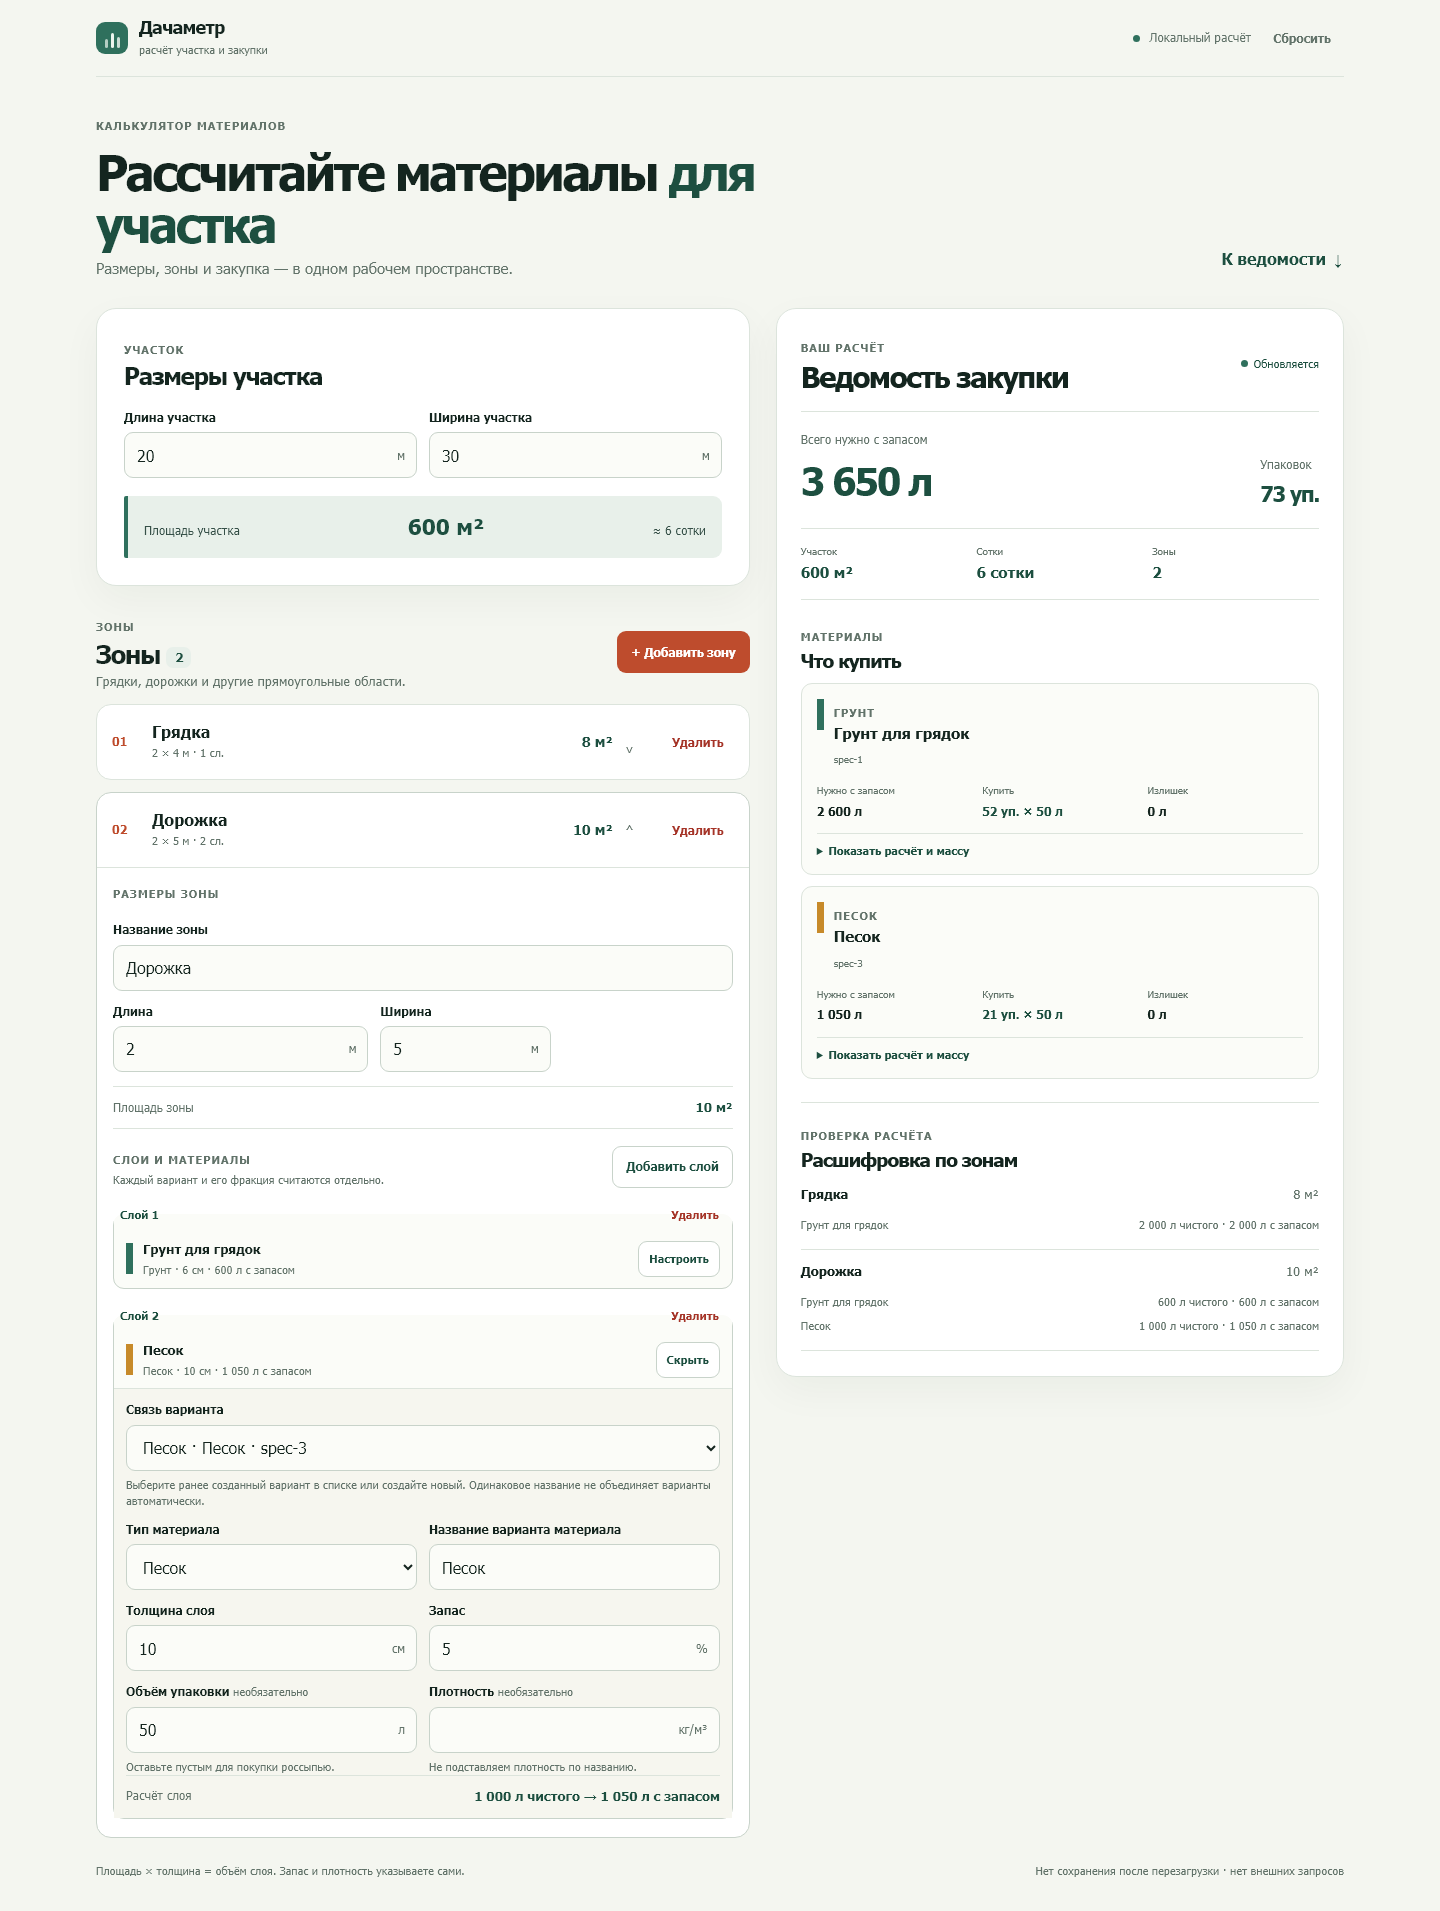 Дачаметр
расчёт участка и закупки
Локальный расчёт
Сбросить
КАЛЬКУЛЯТОР МАТЕРИАЛОВ
Рассчитайте материалы для
участка
Размеры, зоны и закупка — в одном рабочем пространстве.
К ведомости ↓
УЧАСТОК
Размеры участка
Длина участка
Ширина участка
20 м
30 м
Площадь участка
600 м²
≈ 6 сотки
ЗОНЫ
Зоны 2
Грядки, дорожки и другие прямоугольные области.
+ Добавить зону
01
Грядка
2 × 4 м · 1 сл.
8 м²
Удалить
02
Дорожка
2 × 5 м · 2 сл.
10 м²
Удалить
РАЗМЕРЫ ЗОНЫ
Название зоны
Дорожка
Длина
Ширина
2 м
5 м
Площадь зоны
10 м²
СЛОИ И МАТЕРИАЛЫ
Каждый вариант и его фракция считаются отдельно.
Добавить слой
Слой 1
Удалить
Грунт для грядок
Грунт · 6 см · 600 л с запасом
Настроить
Слой 2
Удалить
Песок
Песок · 10 см · 1 050 л с запасом
Скрыть
Связь варианта
Песок · Песок · spec-3
Выберите ранее созданный вариант в списке или создайте новый. Одинаковое название не объединяет варианты
автоматически.
Тип материала
Название варианта материала
Песок
Песок
Толщина слоя
Запас
10 см
5 %
Объём упаковки необязательно
Плотность необязательно
50 л
кг/м³
Оставьте пустым для покупки россыпью.
Не подставляем плотность по названию.
Расчёт слоя
1 000 л чистого → 1 050 л с запасом
ВАШ РАСЧЁТ
Ведомость закупки
Обновляется
Всего нужно с запасом
3 650 л
Упаковок
73 уп.
Участок
600 м²
Сотки
6 сотки
Зоны
2
МАТЕРИАЛЫ
Что купить
ГРУНТ
Грунт для грядок
spec-1
Нужно с запасом
2 600 л
Купить
52 уп. × 50 л
Излишек
0 л
▸ Показать расчёт и массу
ПЕСОК
Песок
spec-3
Нужно с запасом
1 050 л
Купить
21 уп. × 50 л
Излишек
0 л
▸ Показать расчёт и массу
ПРОВЕРКА РАСЧЁТА
Расшифровка по зонам
Грядка
8 м²
Грунт для грядок
2 000 л чистого · 2 000 л с запасом
Дорожка
10 м²
Грунт для грядок
600 л чистого · 600 л с запасом
Песок
1 000 л чистого · 1 050 л с запасом
Площадь × толщина = объём слоя. Запас и плотность указываете сами.
Нет сохранения после перезагрузки · нет внешних запросов